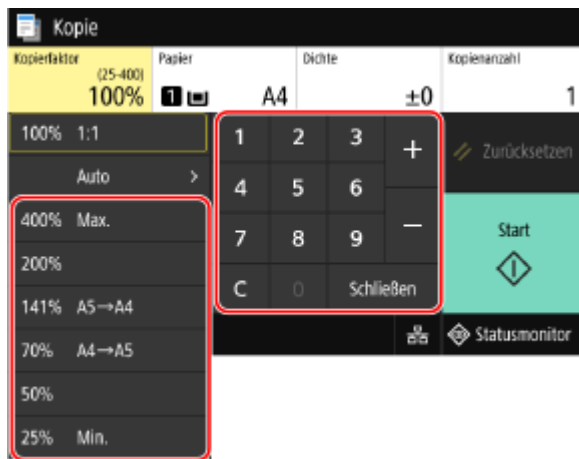 Kopie
Kopierfaktor Papier Dichte Kopienanzahl
(25-400)
100% 1 A4 ±0 1
100% 1:1
Auto >
400% Max.
200%
141% A5→A4
70% A4→A5
50%
25% Min.
1 2 3 +
4 5 6
7 8 9 −
C 0 Schließen
Zurücksetzen
Start
Statusmonitor